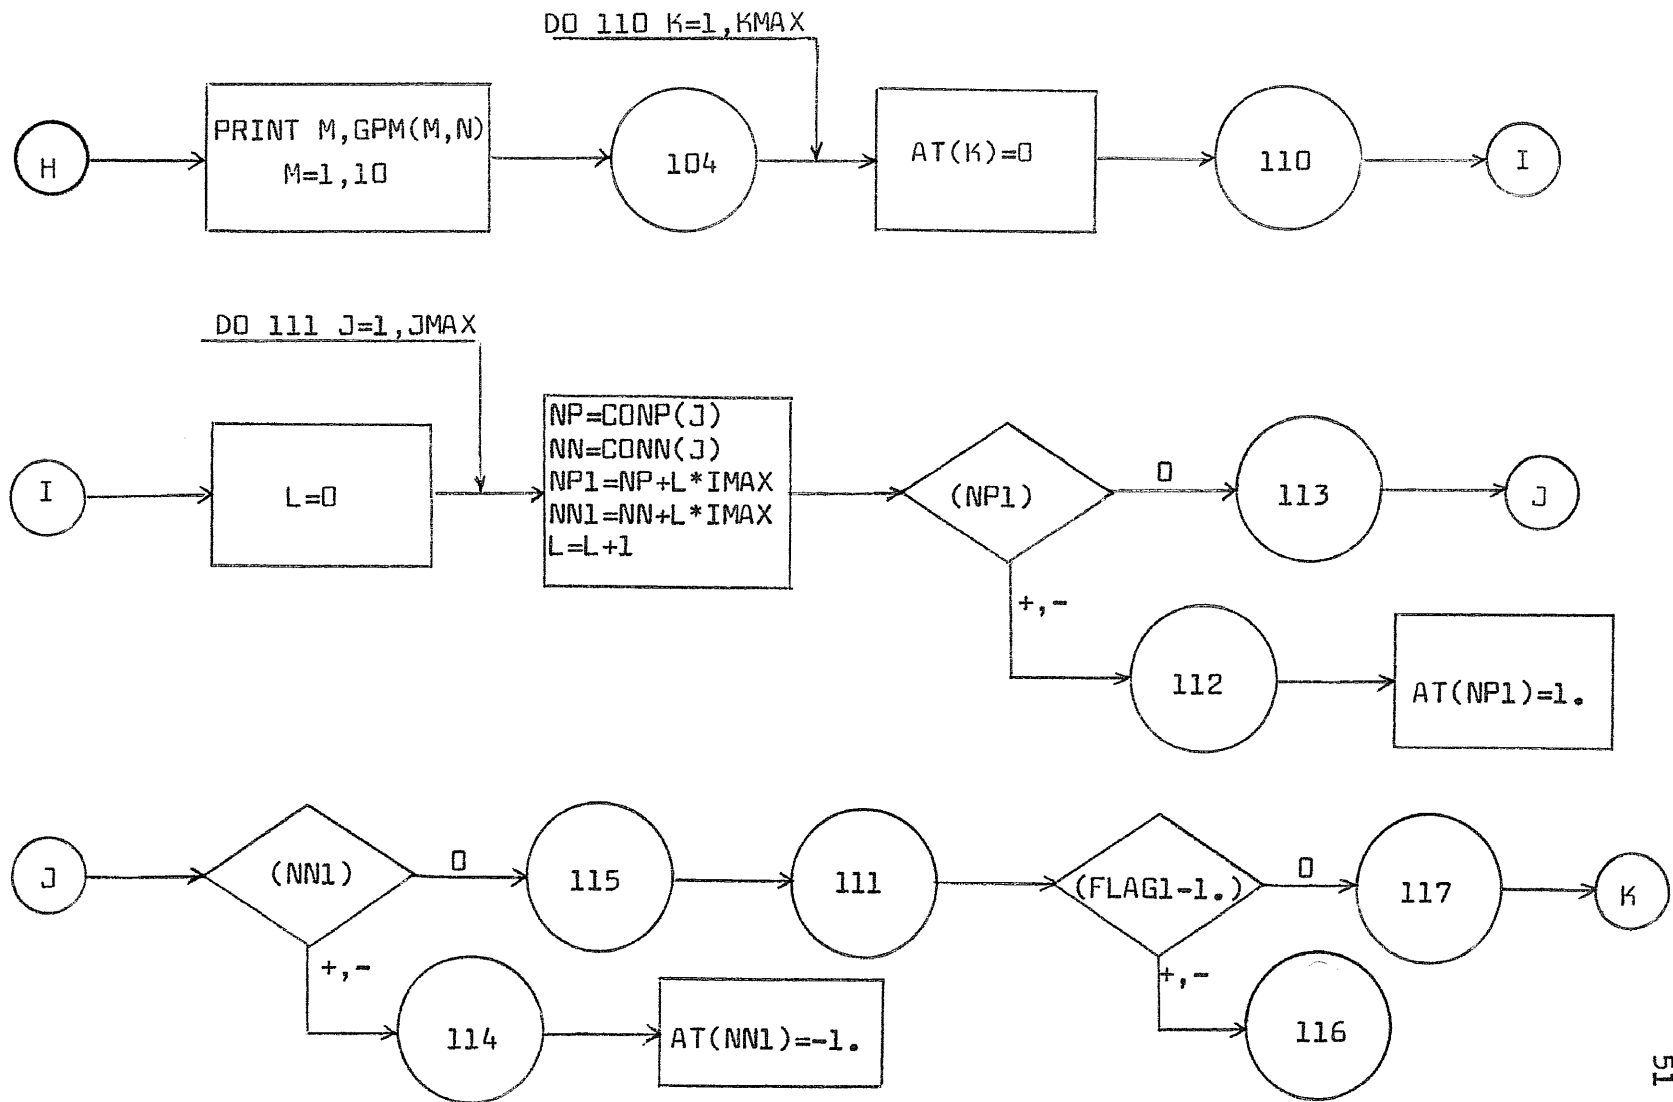 DO 110 K=1,KMAX
H
PRINT M,GPM(M,N)
M=1,10
104
AT(K)=0
110
I
DO 111 J=1,JMAX
I
L=0
NP=CONP(J)
NN=CONN(J)
NP1=NP+L*IMAX
NN1=NN+L*IMAX
L=L+1
(NP1)
0
113
J
+,-
112
AT(NP1)=1.
J
(NN1)
0
115
111
(FLAG1-1.)
0
117
K
+,-
114
AT(NN1)=-1.
+,-
116
51